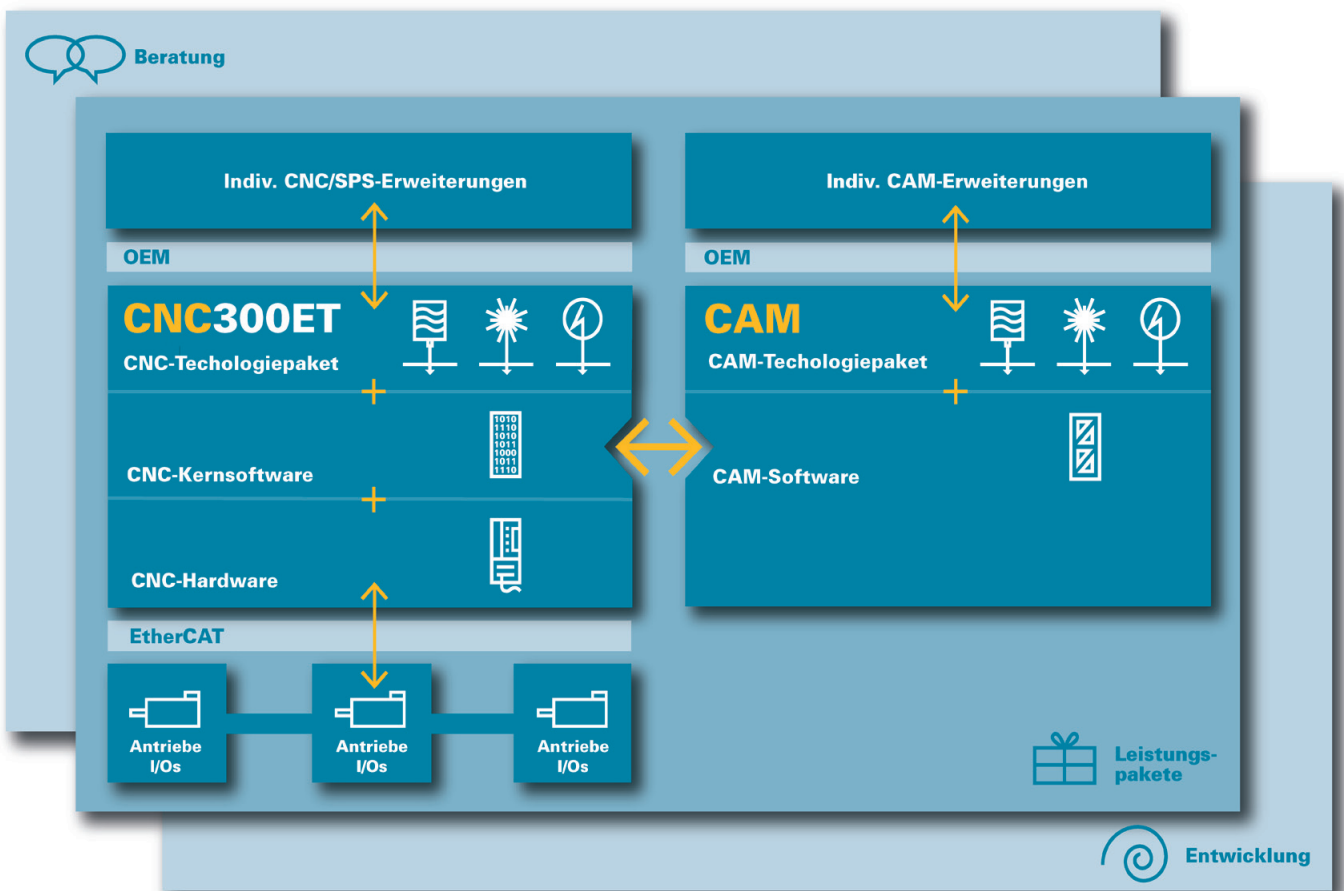 Beratung
Indiv. CNC/SPS-Erweiterungen
Indiv. CAM-Erweiterungen
OEM
OEM
CNC300ET
CNC-Techologiepaket
CAM
CAM-Techologiepaket
1010
1110
1010
1011
1000
1011
1110
CNC-Kernsoftware
CAM-Software
CNC-Hardware
EtherCAT
Antriebe
I/Os
Antriebe
I/Os
Antriebe
I/Os
Leistungs-
pakete
Entwicklung